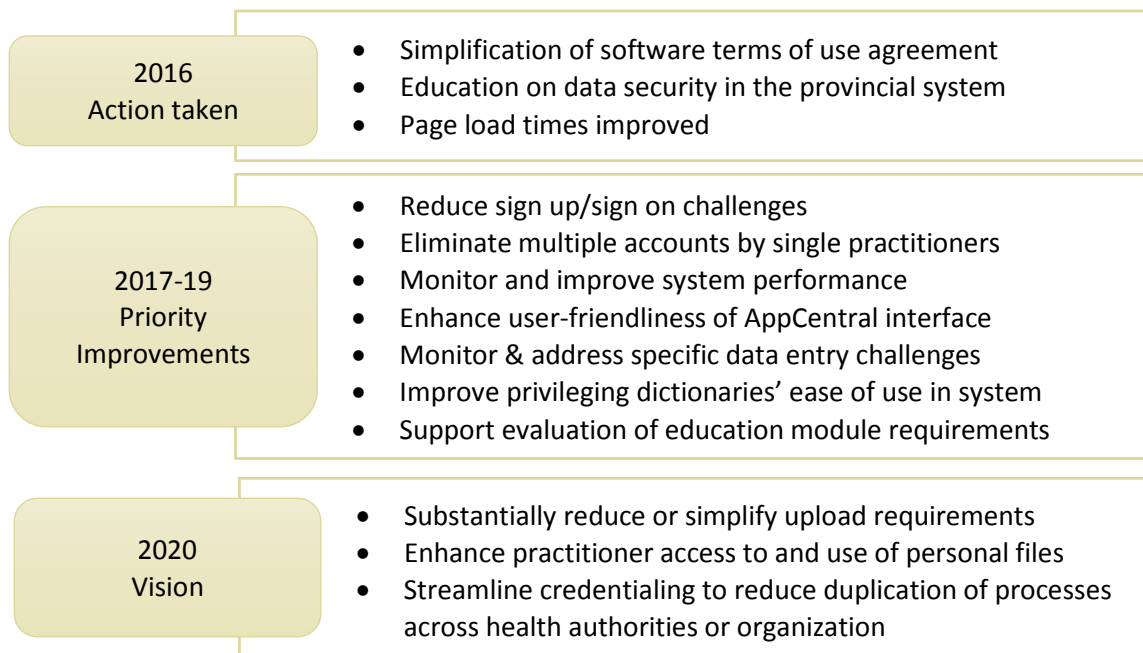 2016
Action taken
• Simplification of software terms of use agreement
• Education on data security in the provincial system
• Page load times improved
2017-19
Priority
Improvements
• Reduce sign up/sign on challenges
• Eliminate multiple accounts by single practitioners
• Monitor and improve system performance
• Enhance user-friendliness of AppCentral interface
• Monitor & address specific data entry challenges
• Improve privileging dictionaries’ ease of use in system
• Support evaluation of education module requirements
2020
Vision
• Substantially reduce or simplify upload requirements
• Enhance practitioner access to and use of personal files
• Streamline credentialing to reduce duplication of processes
across health authorities or organization